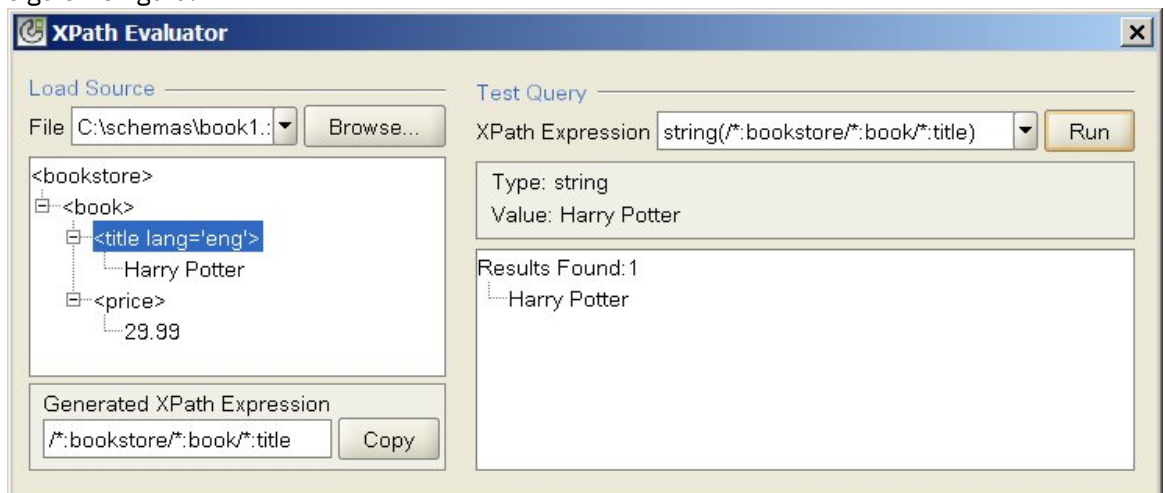 XPath Evaluator
Load Source
File C:\schemas\book1.: Browse...
<bookstore>
<book>
<title lang='eng'>
Harry Potter
<price>
29.99
Generated XPath Expression
/*:bookstore/*:book/*:title Copy
Test Query
XPath Expression string(/*:bookstore/*:book/*:title) Run
Type: string
Value: Harry Potter
Results Found:1
Harry Potter